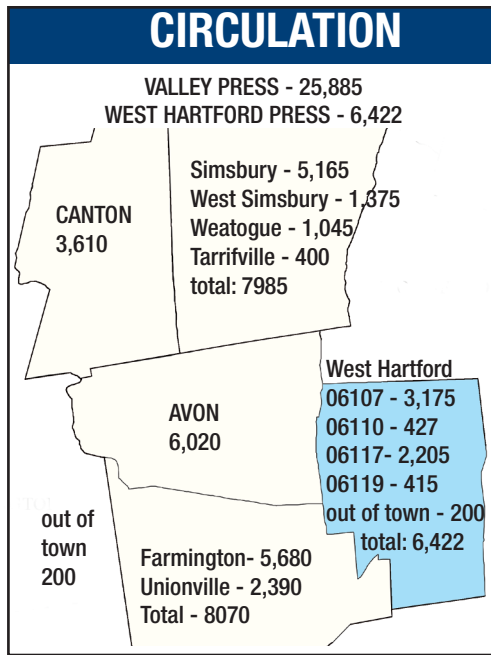 CIRCULATION
VALLEY PRESS - 25,885
WEST HARTFORD PRESS - 6,422
CANTON
3,610
Simsbury - 5,165
West Simsbury - 1,375
Weatogue - 1,045
Tarrifville - 400
total: 7985
AVON
6,020
West Hartford
06107 - 3,175
06110 - 427
06117- 2,205
06119 - 415
out of town - 200
total: 6,422
out of
town
200
Farmington- 5,680
Unionville - 2,390
Total - 8070